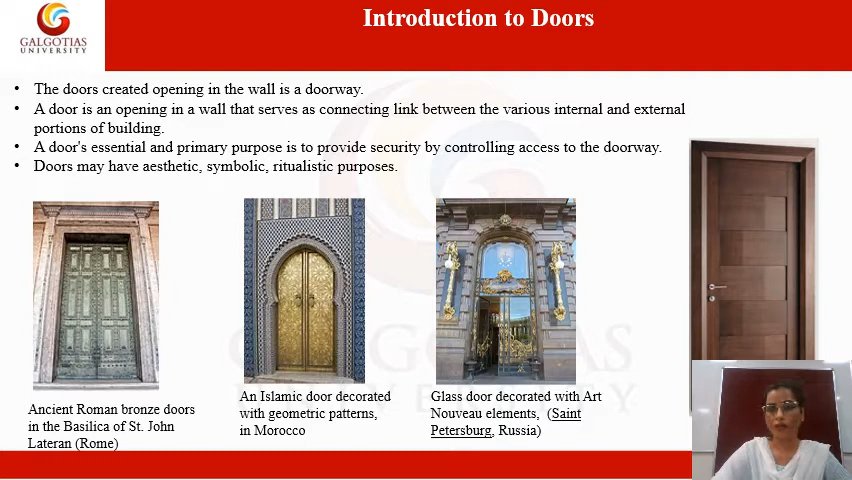 GALGOTIAS
UNIVERSITY
Introduction to Doors
• The doors created opening in the wall is a doorway.
• A door is an opening in a wall that serves as connecting link between the various internal and external
portions of building.
• A door's essential and primary purpose is to provide security by controlling access to the doorway.
• Doors may have aesthetic, symbolic, ritualistic purposes.
Ancient Roman bronze doors
in the Basilica of St. John
Lateran (Rome)
An Islamic door decorated
with geometric patterns,
in Morocco
Glass door decorated with Art
Nouveau elements, (Saint
Petersburg, Russia)